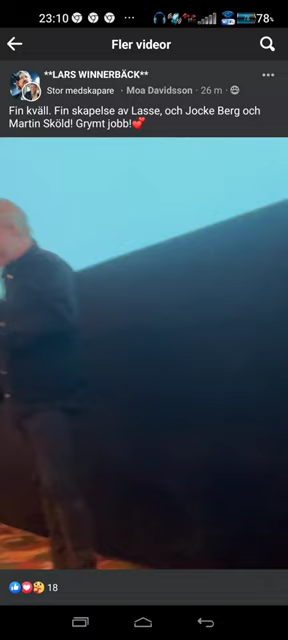 23:10
78%
Fler videor
**LARS WINNERBÄCK**
Stor medskapare · Moa Davidsson · 26 m ·
Fin kväll. Fin skapelse av Lasse, och Jocke Berg och
Martin Sköld! Grymt jobb!💕
18